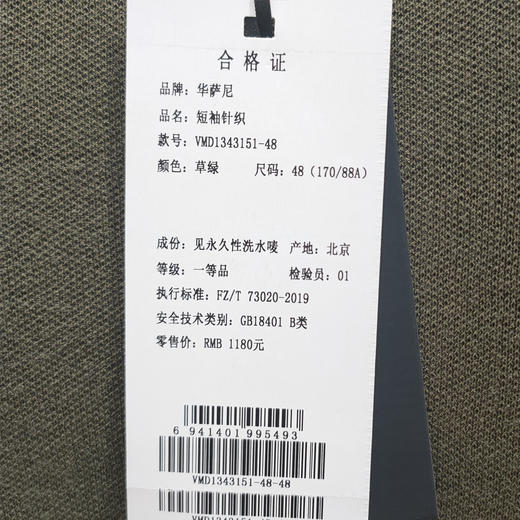 合格证
品牌: 华萨尼
品名: 短袖针织
款号: VMD1343151-48
颜色: 草绿 尺码: 48 (170/88A)
成份: 见永久性洗水唛 产地: 北京
等级: 一等品 检验员: 01
执行标准: FZ/T 73020-2019
安全技术类别: GB18401 B类
零售价: RMB 1180元
6 941401 995493
VMD1343151-48-48
VMD1343151-48-48